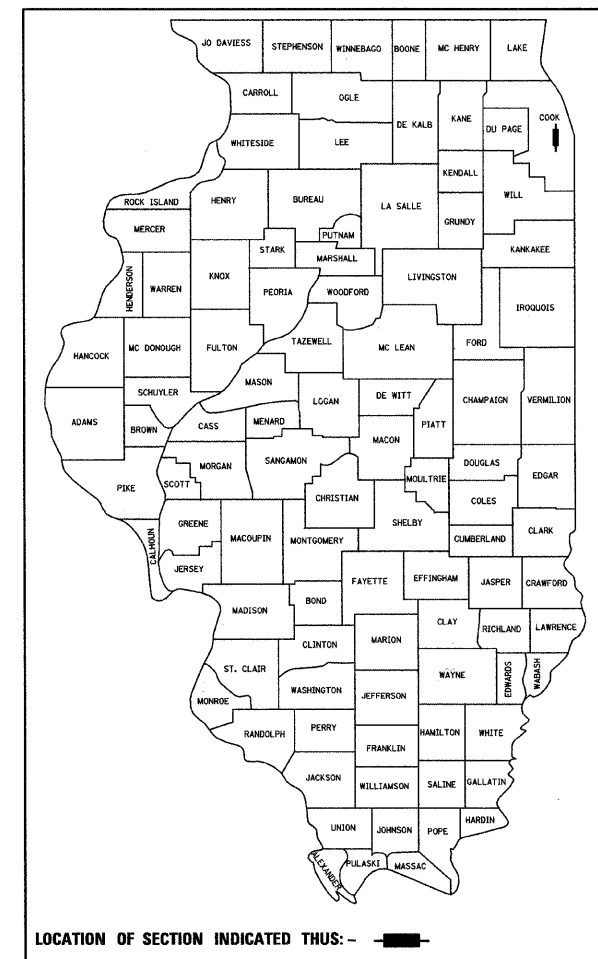 JO DAVIESS
STEPHENSON
WINNEBAGO
BOONE
MC HENRY
LAKE
CARROLL
OGLE
DE KALB
KANE
DU PAGE
COOK
WHITESIDE
LEE
KENDALL
WILL
ROCK ISLAND
HENRY
BUREAU
LA SALLE
GRUNDY
MERCER
PUTNAM
STARK
MARSHALL
KANKAKEE
HENDERSON
WARREN
KNOX
PEORIA
WOODFORD
LIVINGSTON
IROQUOIS
HANCOCK
MC DONOUGH
FULTON
TAZEWELL
MC LEAN
FORD
SCHUYLER
MASON
LOGAN
DE WITT
CHAMPAIGN
VERMILION
ADAMS
BROWN
CASS
MENARD
MACON
PIATT
PIKE
SCOTT
MORGAN
SANGAMON
CHRISTIAN
MOULTRIE
DOUGLAS
COLES
EDGAR
CALHOUN
GREENE
MACOUPIN
MONTGOMERY
SHELBY
CUMBERLAND
CLARK
JERSEY
FAYETTE
EFFINGHAM
JASPER
CRAWFORD
MADISON
BOND
CLAY
RICHLAND
LAWRENCE
CLINTON
MARION
ST. CLAIR
WAYNE
EDWARDS
WABASH
MONROE
WASHINGTON
JEFFERSON
RANDOLPH
PERRY
HAMILTON
WHITE
FRANKLIN
JACKSON
WILLIAMSON
SALINE
GALLATIN
UNION
JOHNSON
POPE
HARDIN
ALEXANDER
PULASKI
MASSAC
LOCATION OF SECTION INDICATED THUS: -